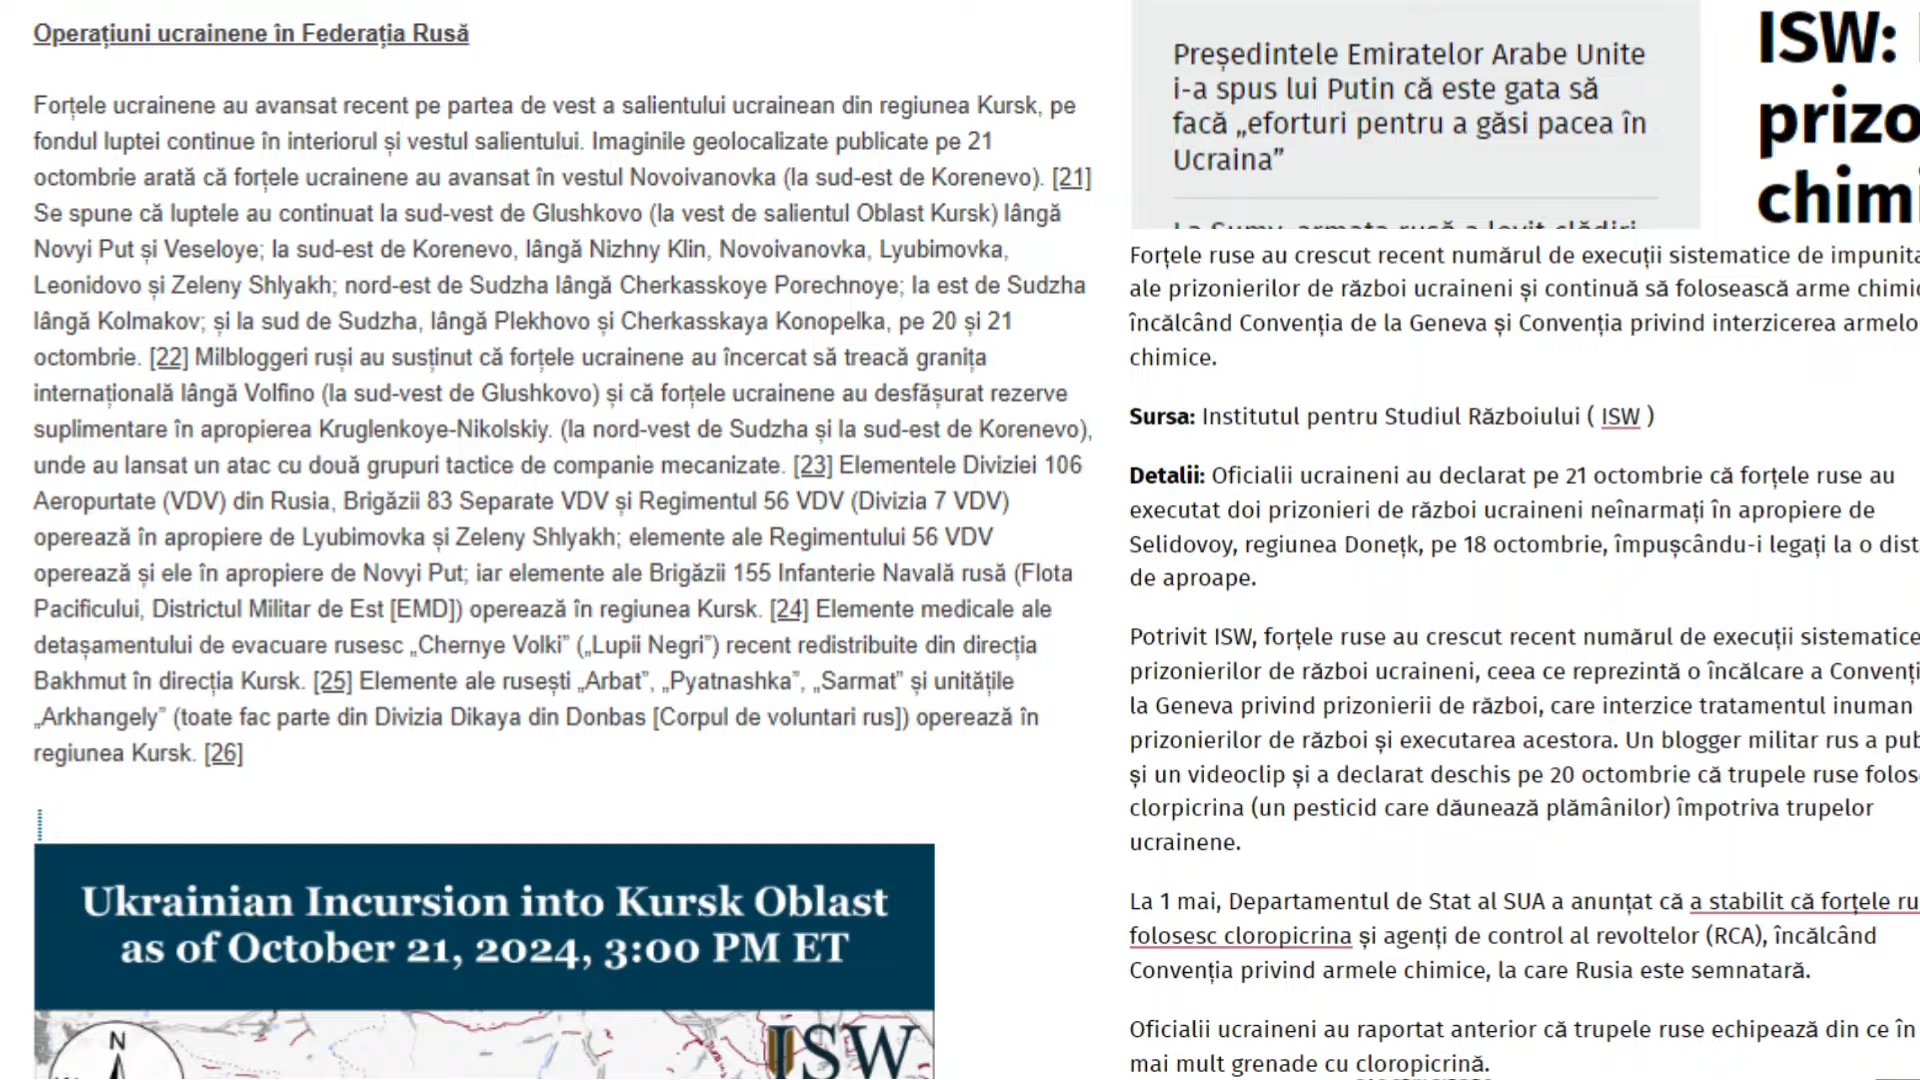 Operațiuni ucrainene în Federația Rusă
Forțele ucrainene au avansat recent pe partea de vest a salientului ucrainean din regiunea Kursk, pe
fondul luptei continue în interiorul și vestul salientului. Imaginile geolocalizate publicate pe 21
octombrie arată că forțele ucrainene au avansat în vestul Novoivanovka (la sud-est de Korenevo). [21]
Se spune că luptele au continuat la sud-vest de Glushkovo (la vest de salientul Oblast Kursk) lângă
Novyi Put și Veseloye; la sud-est de Korenevo, lângă Nizhny Klin, Novoivanovka, Lyubimovka,
Leonidovo și Zeleny Shlyakh; nord-est de Sudzha lângă Cherkasskoye Porechnoye; la est de Sudzha
lângă Kolmakov; și la sud de Sudzha, lângă Plekhovo și Cherkasskaya Konopelka, pe 20 și 21
octombrie. [22] Milbloggeri ruși au susținut că forțele ucrainene au încercat să treacă granița
internațională lângă Volfino (la sud-vest de Glushkovo) și că forțele ucrainene au desfășurat rezerve
suplimentare în apropierea Kruglenkoye-Nikolskiy. (la nord-vest de Sudzha și la sud-est de Korenevo),
unde au lansat un atac cu două grupuri tactice de companie mecanizate. [23] Elementele Diviziei 106
Aeropurtate (VDV) din Rusia, Brigăzii 83 Separate VDV și Regimentul 56 VDV (Divizia 7 VDV)
operează în apropiere de Lyubimovka și Zeleny Shlyakh; elemente ale Regimentului 56 VDV
operează și ele în apropiere de Novyi Put; iar elemente ale Brigăzii 155 Infanterie Navală rusă (Flota
Pacificului, Districtul Militar de Est [EMD]) operează în regiunea Kursk. [24] Elemente medicale ale
detașamentului de evacuare rusesc „Chernye Volki” („Lupii Negri”) recent redistribuite din direcția
Bakhmut în direcția Kursk. [25] Elemente ale rusești „Arbat”, „Pyatnashka”, „Sarmat” și unitățile
„Arkhangely” (toate fac parte din Divizia Dikaya din Donbas [Corpul de voluntari rus]) operează în
regiunea Kursk. [26]
Ukrainian Incursion into Kursk Oblast
as of October 21, 2024, 3:00 PM ET
N
ISW
Președintele Emiratelor Arabe Unite
i-a spus lui Putin că este gata să
facă „eforturi pentru a găsi pacea în
Ucraina”
La Sumy, armata rusă a lovit clădiri
ISW:
prizo
chimi
Forțele ruse au crescut recent numărul de execuții sistematice de impunita
ale prizonierilor de război ucraineni și continuă să folosească arme chimic
încălcând Convenția de la Geneva și Convenția privind interzicerea armelo
chimice.
Sursa: Institutul pentru Studiul Războiului ( ISW )
Detalii: Oficialii ucraineni au declarat pe 21 octombrie că forțele ruse au
executat doi prizonieri de război ucraineni neînarmați în apropiere de
Selidovoy, regiunea Donețk, pe 18 octombrie, împușcându-i legați la o dist
de aproape.
Potrivit ISW, forțele ruse au crescut recent numărul de execuții sistematice
prizonierilor de război ucraineni, ceea ce reprezintă o încălcare a Convenți
la Geneva privind prizonierii de război, care interzice tratamentul inuman
prizonierilor de război și executarea acestora. Un blogger militar rus a pub
și un videoclip și a declarat deschis pe 20 octombrie că trupele ruse folos
clorpicrina (un pesticid care dăunează plămânilor) împotriva trupelor
ucrainene.
La 1 mai, Departamentul de Stat al SUA a anunțat că a stabilit că forțele ru
folosesc cloropicrina și agenți de control al revoltelor (RCA), încălcând
Convenția privind armele chimice, la care Rusia este semnatară.
Oficialii ucraineni au raportat anterior că trupele ruse echipează din ce în
mai mult grenade cu cloropicrină.